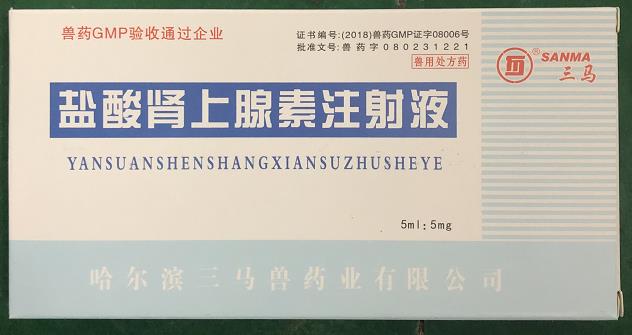 兽药GMP验收通过企业
证书编号:(2018)兽药GMP证字08006号
批准文号:兽药字080231221
兽用处方药
®
SANMA
三马
盐酸肾上腺素注射液
YANSUANSHENSHANGXIANSUZHUSHEYE
5ml:5mg
哈尔滨三马兽药业有限公司